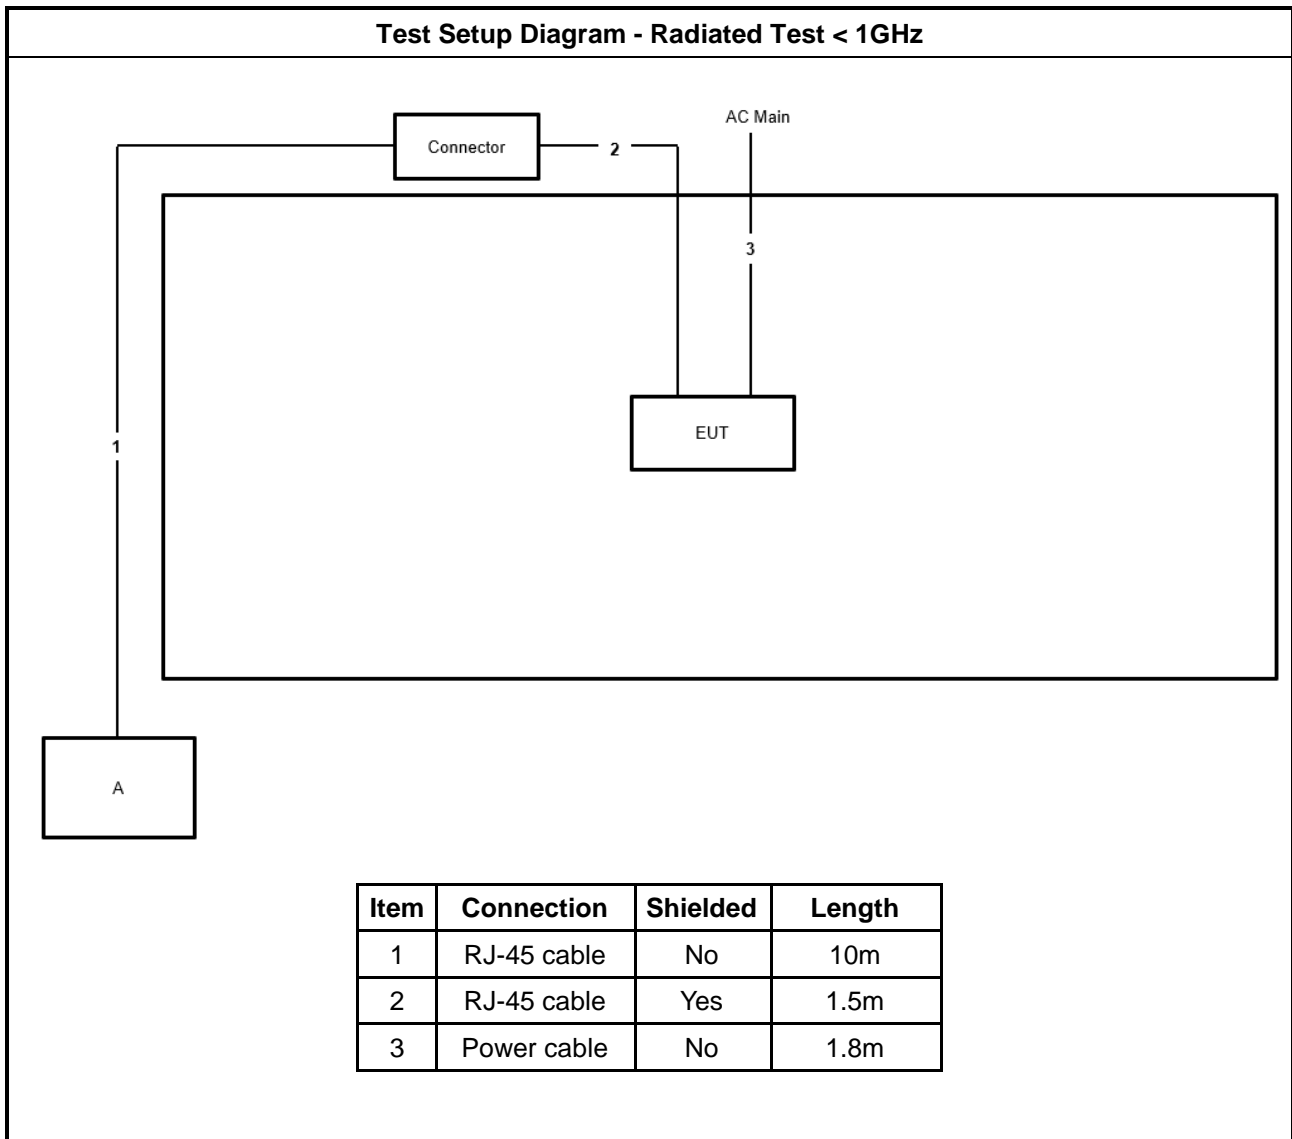 Test Setup Diagram - Radiated Test < 1GHz
AC Main
Connector
2
3
1
EUT
A
Item Connection Shielded Length
1 RJ-45 cable No 10m
2 RJ-45 cable Yes 1.5m
3 Power cable No 1.8m